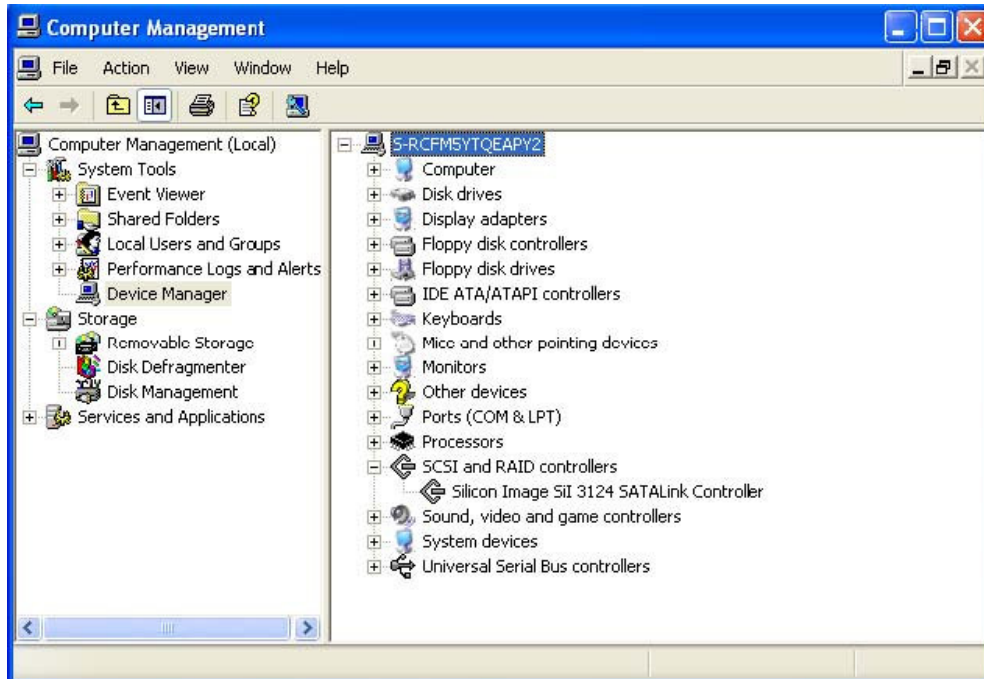 Computer Management
File Action View Window Help
Computer Management (Local)
System Tools
Event Viewer
Shared Folders
Local Users and Groups
Performance Logs and Alerts
Device Manager
Storage
Removable Storage
Disk Defragmenter
Disk Management
Services and Applications
S-RCFM5YTQEAPY2
Computer
Disk drives
Display adapters
Floppy disk controllers
Floppy disk drives
IDE ATA/ATAPI controllers
Keyboards
Mice and other pointing devices
Monitors
Other devices
Ports (COM & LPT)
Processors
SCSI and RAID controllers
Silicon Image SiI 3124 SATALink Controller
Sound, video and game controllers
System devices
Universal Serial Bus controllers